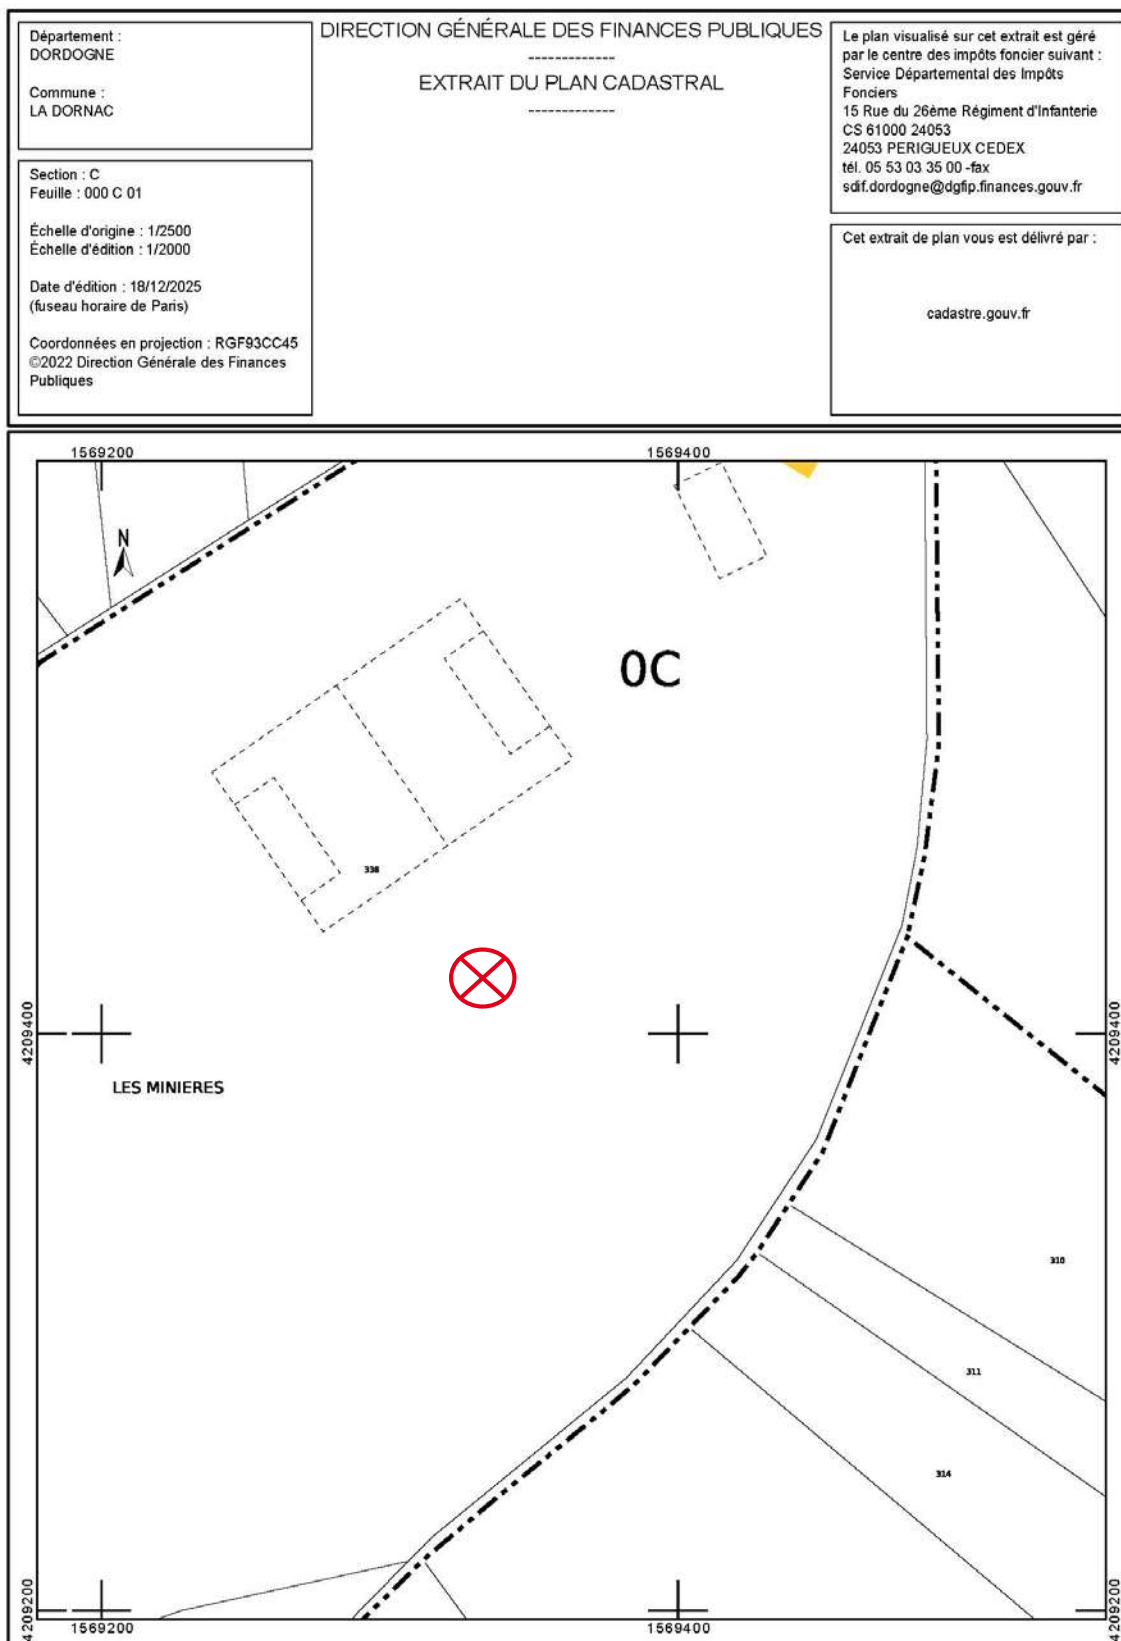 Département :
DORDOGNE
Commune :
LA DORNAC
Section : C
Feuille : 000 C 01
Échelle d'origine : 1/2500
Échelle d'édition : 1/2000
Date d'édition : 18/12/2025
(fuseau horaire de Paris)
Coordonnées en projection : RGF93CC45
©2022 Direction Générale des Finances
Publiques
DIRECTION GÉNÉRALE DES FINANCES PUBLIQUES
-------------
EXTRAIT DU PLAN CADASTRAL
-------------
Le plan visualisé sur cet extrait est géré
par le centre des impôts foncier suivant :
Service Départemental des Impôts
Fonciers
15 Rue du 26ème Régiment d'Infanterie
CS 61000 24053
24053 PERIGUEUX CEDEX
tél. 05 53 03 35 00 -fax
sdif.dordogne@dgfip.finances.gouv.fr
Cet extrait de plan vous est délivré par :
cadastre.gouv.fr
1569200
1569400
N
0C
338
4209400
4209400
LES MINIERES
310
311
314
4209200
4209200
1569200
1569400